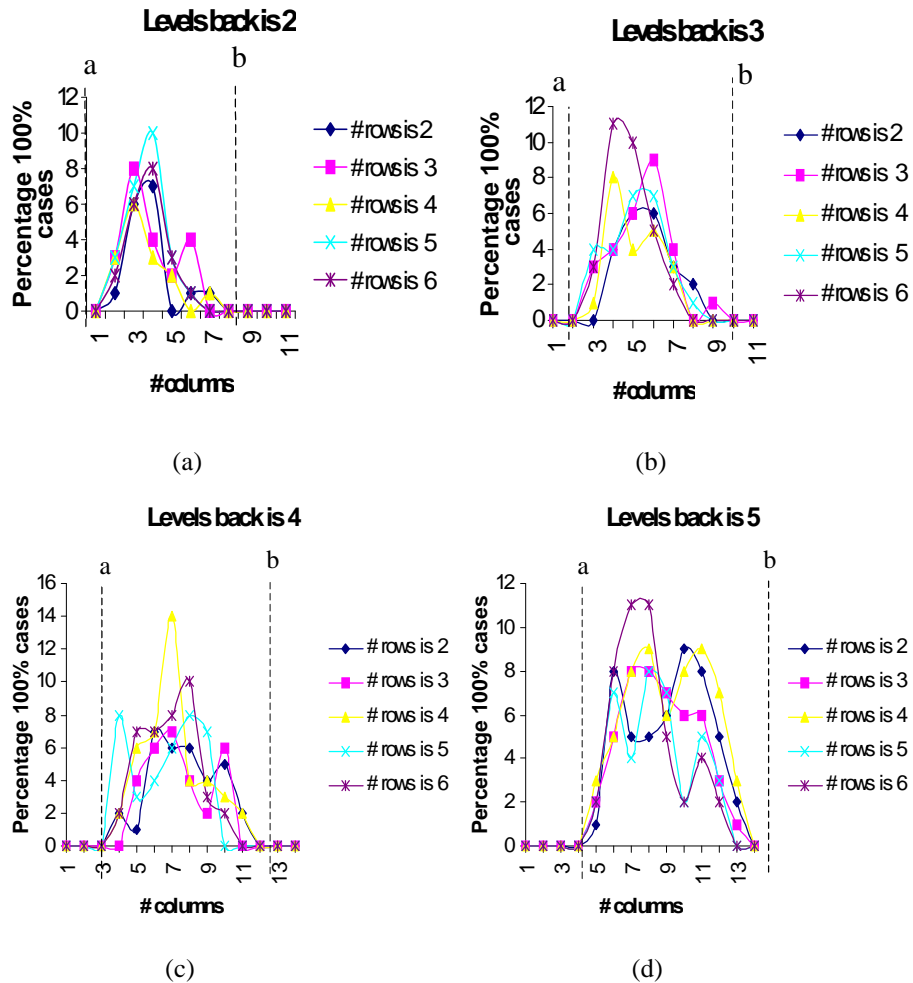 Levels back is 2
a
b
12
10
8
6
4
2
0
Percentage 100%
cases
1
3
5
7
9
11
# columns
# rows is 2
# rows is 3
# rows is 4
# rows is 5
# rows is 6
(a)
Levels back is 3
a
b
12
10
8
6
4
2
0
Percentage 100%
cases
1
3
5
7
9
11
# columns
# rows is 2
# rows is 3
# rows is 4
# rows is 5
# rows is 6
(b)
Levels back is 4
a
b
16
14
12
10
8
6
4
2
0
Percentage 100% cases
1
3
5
7
9
11
13
# columns
# rows is 2
# rows is 3
# rows is 4
# rows is 5
# rows is 6
(c)
Levels back is 5
a
b
12
10
8
6
4
2
0
Percentage 100% cases
1
3
5
7
9
11
13
# columns
# rows is 2
# rows is 3
# rows is 4
# rows is 5
# rows is 6
(d)